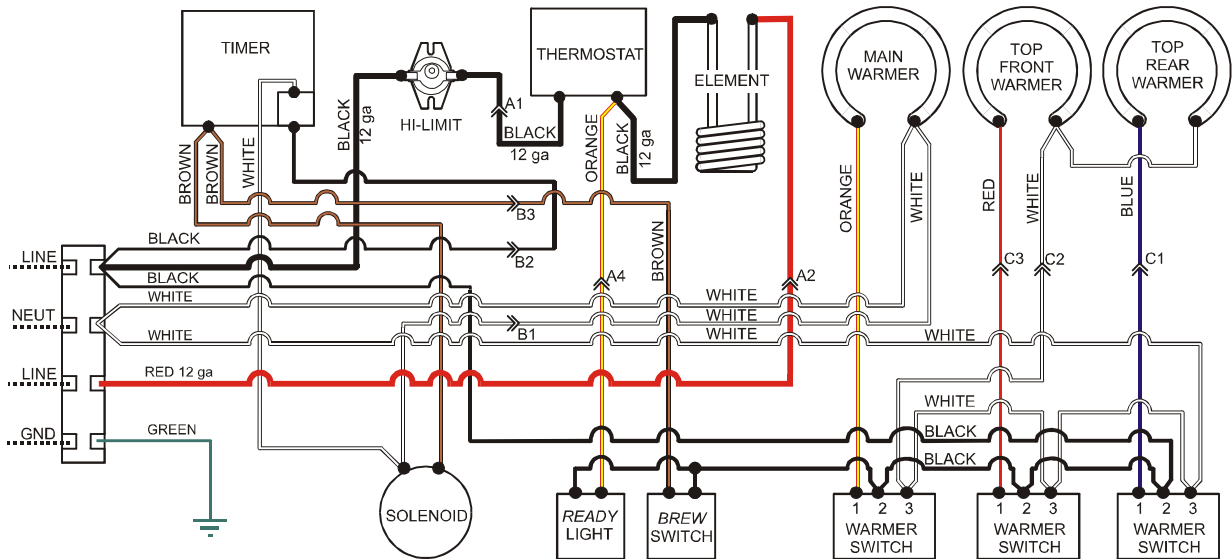 TIMER
HI-LIMIT
THERMOSTAT
ELEMENT
MAIN
WARMER
TOP
FRONT
WARMER
TOP
REAR
WARMER
BLACK
12 ga
A1
BLACK
12 ga
ORANGE
BLACK
12 ga
WHITE
BROWN
BROWN
B3
BLACK
B2
BROWN
ORANGE
WHITE
RED
WHITE
BLUE
LINE
BLACK
A4
A2
C3
C2
C1
WHITE
WHITE
NEUT
WHITE
B1
WHITE
WHITE
WHITE
LINE
RED 12 ga
WHITE
WHITE
GND
GREEN
BLACK
BLACK
SOLENOID
READY
LIGHT
BREW
SWITCH
1 2 3
WARMER
SWITCH
1 2 3
WARMER
SWITCH
1 2 3
WARMER
SWITCH